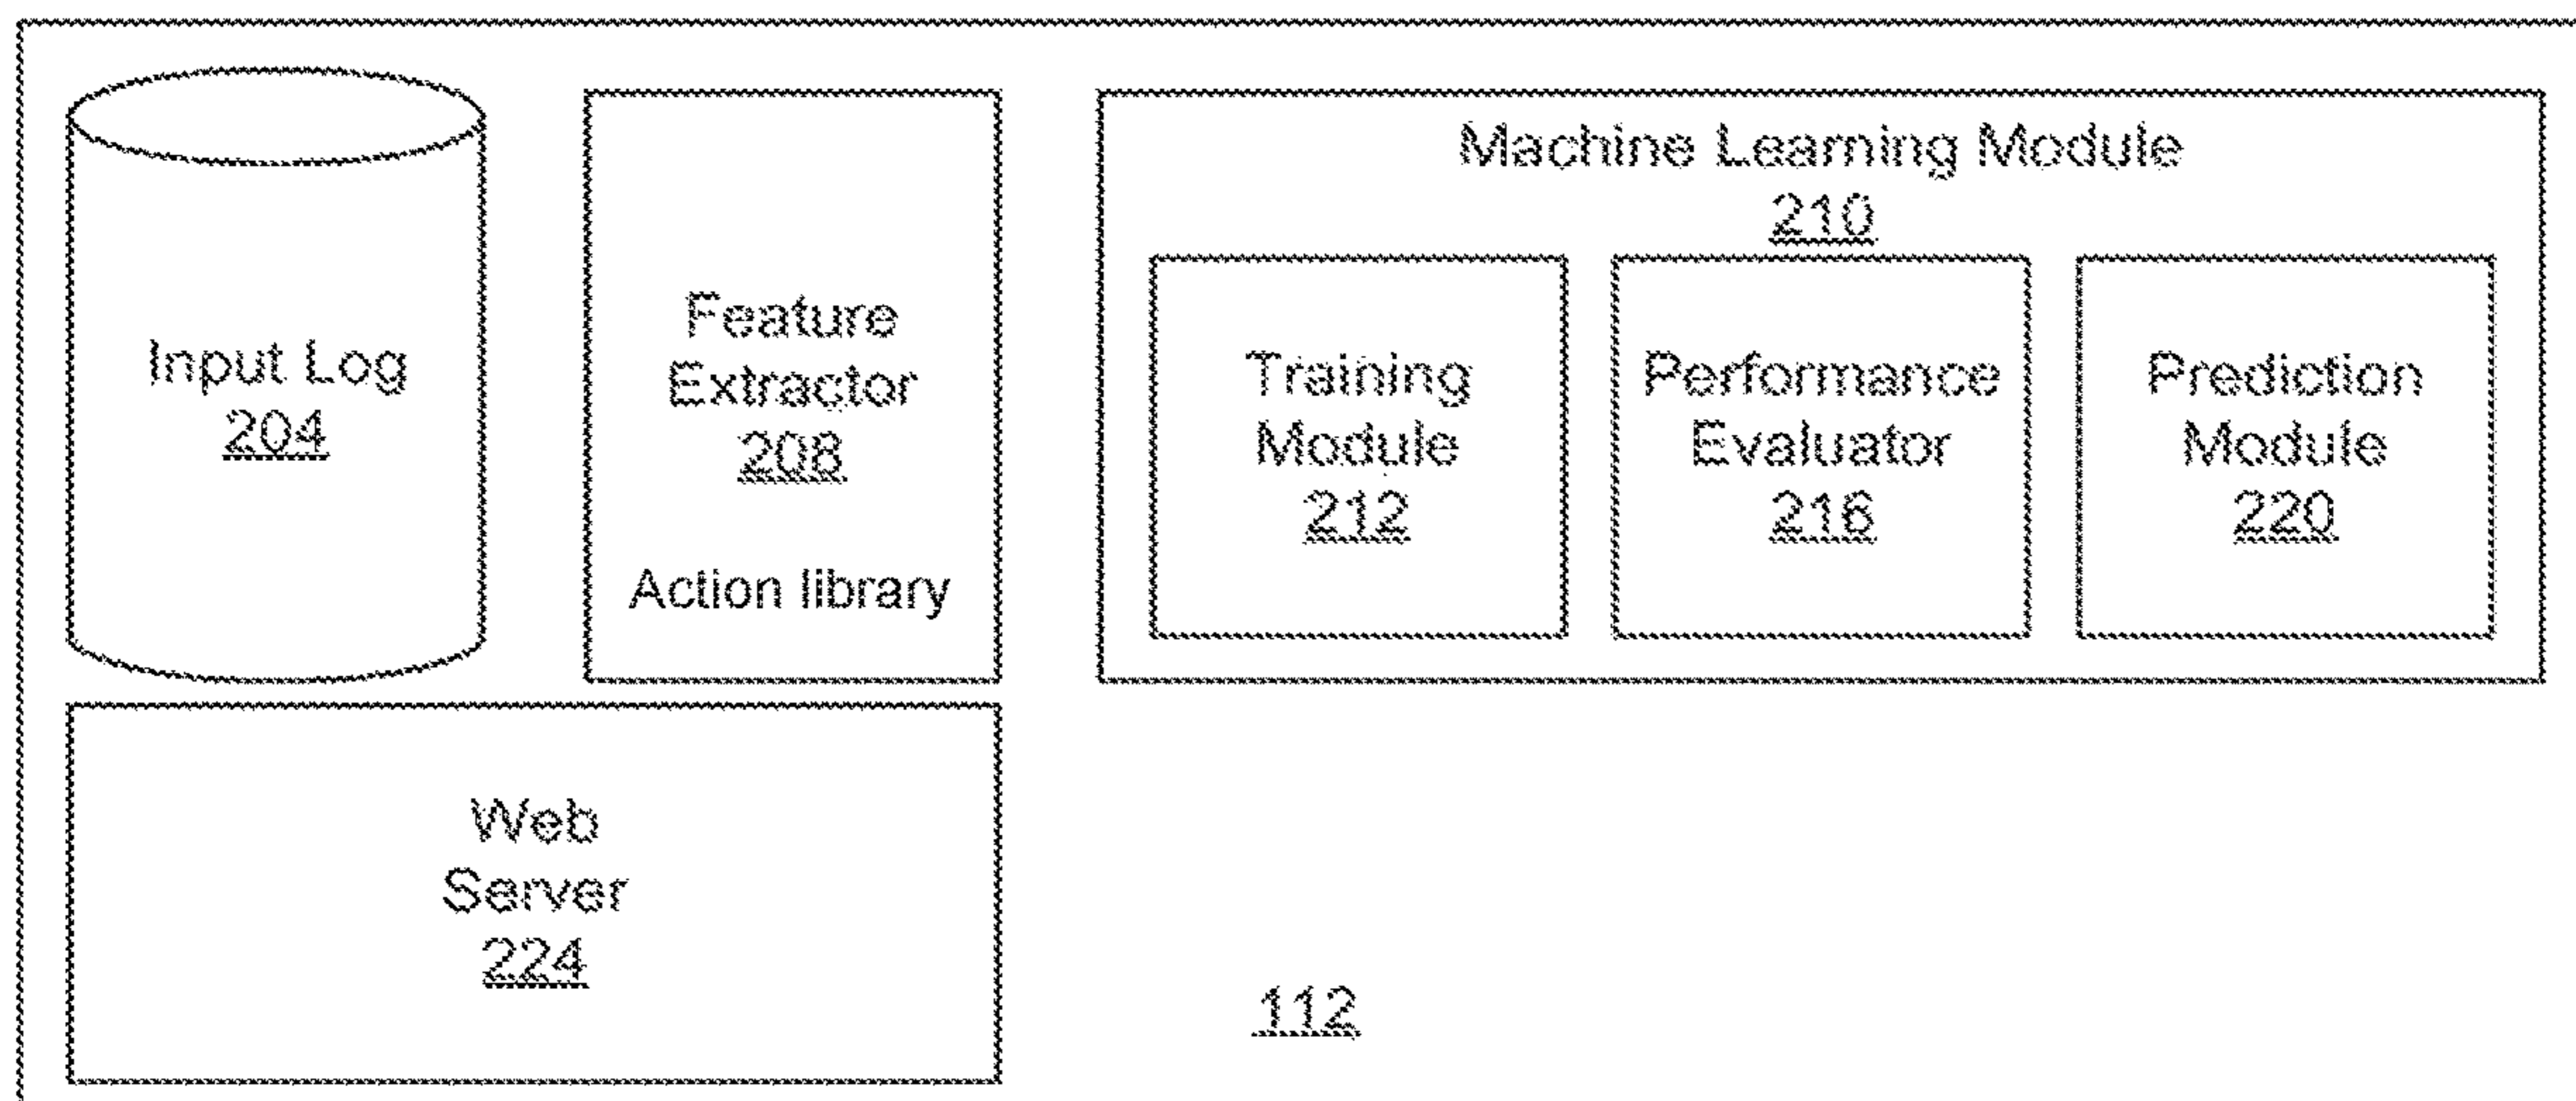 Input Log
204
Feature
Extractor
208
Action library
Machine Learning Module
210
Training
Module
212
Performance
Evaluator
216
Prediction
Module
220
Web
Server
224
112